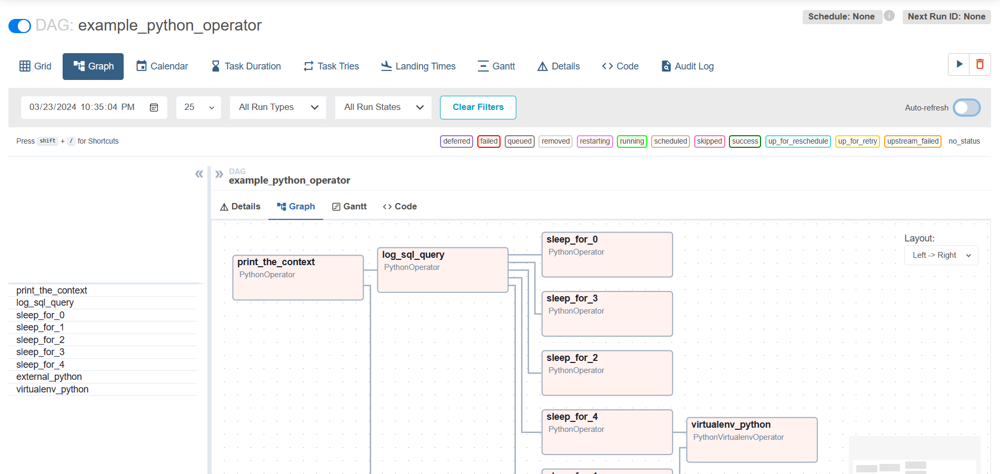 DAG: example_python_operator
Schedule: None
Next Run ID: None
Grid
Graph
Calendar
Task Duration
Task Tries
Landing Times
Gantt
Details
<> Code
Audit Log
03/23/2024 10:35:04 PM
25
All Run Types
All Run States
Clear Filters
Auto-refresh
Press shift + / for Shortcuts
deferred
failed
queued
removed
restarting
running
scheduled
skipped
success
up_for_reschedule
up_for_retry
upstream_failed
no_status
DAG
example_python_operator
Details
Graph
Gantt
<> Code
print_the_context
log_sql_query
sleep_for_0
sleep_for_1
sleep_for_2
sleep_for_3
sleep_for_4
external_python
virtualenv_python
Layout:
Left -> Right
print_the_context
PythonOperator
log_sql_query
PythonOperator
sleep_for_0
PythonOperator
sleep_for_3
PythonOperator
sleep_for_2
PythonOperator
sleep_for_4
PythonOperator
virtualenv_python
PythonVirtualenvOperator